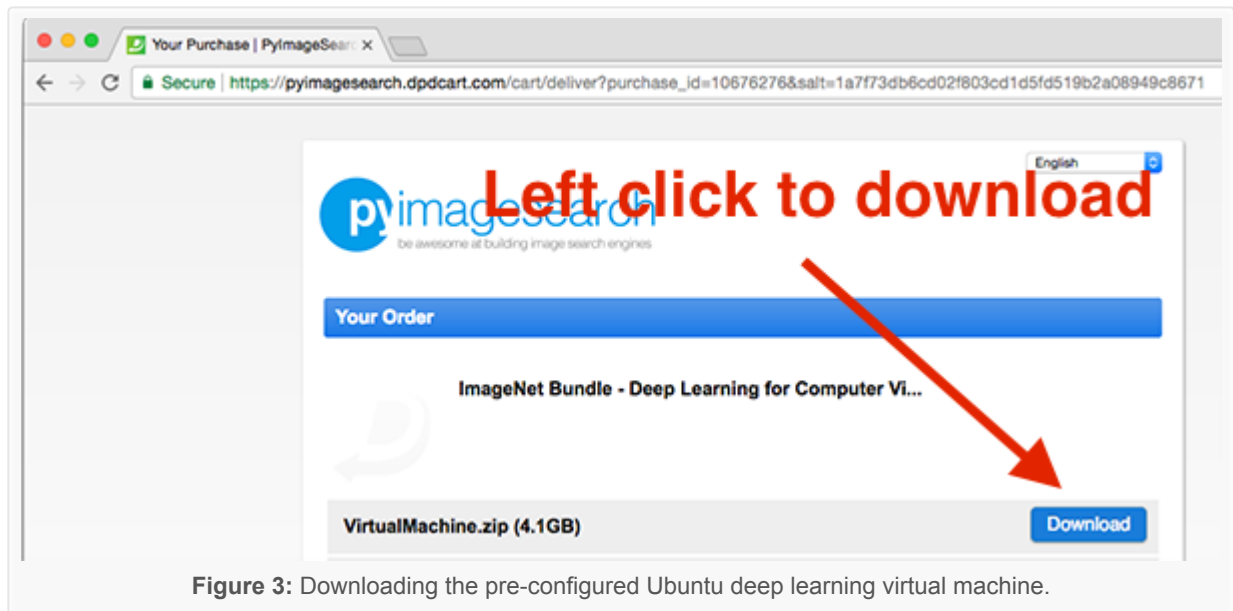 Your Purchase | PyImageSearc
Secure | https://pyimagesearch.dpdcart.com/cart/deliver?purchase_id=10676276&salt=1a7f73db6cd02f803cd1d5fd519b2a08949c8671
English
Left click to download
pyimagesearch
be awesome at building image search engines
Your Order
ImageNet Bundle - Deep Learning for Computer Vi...
VirtualMachine.zip (4.1GB)
Download
Figure 3: Downloading the pre-configured Ubuntu deep learning virtual machine.